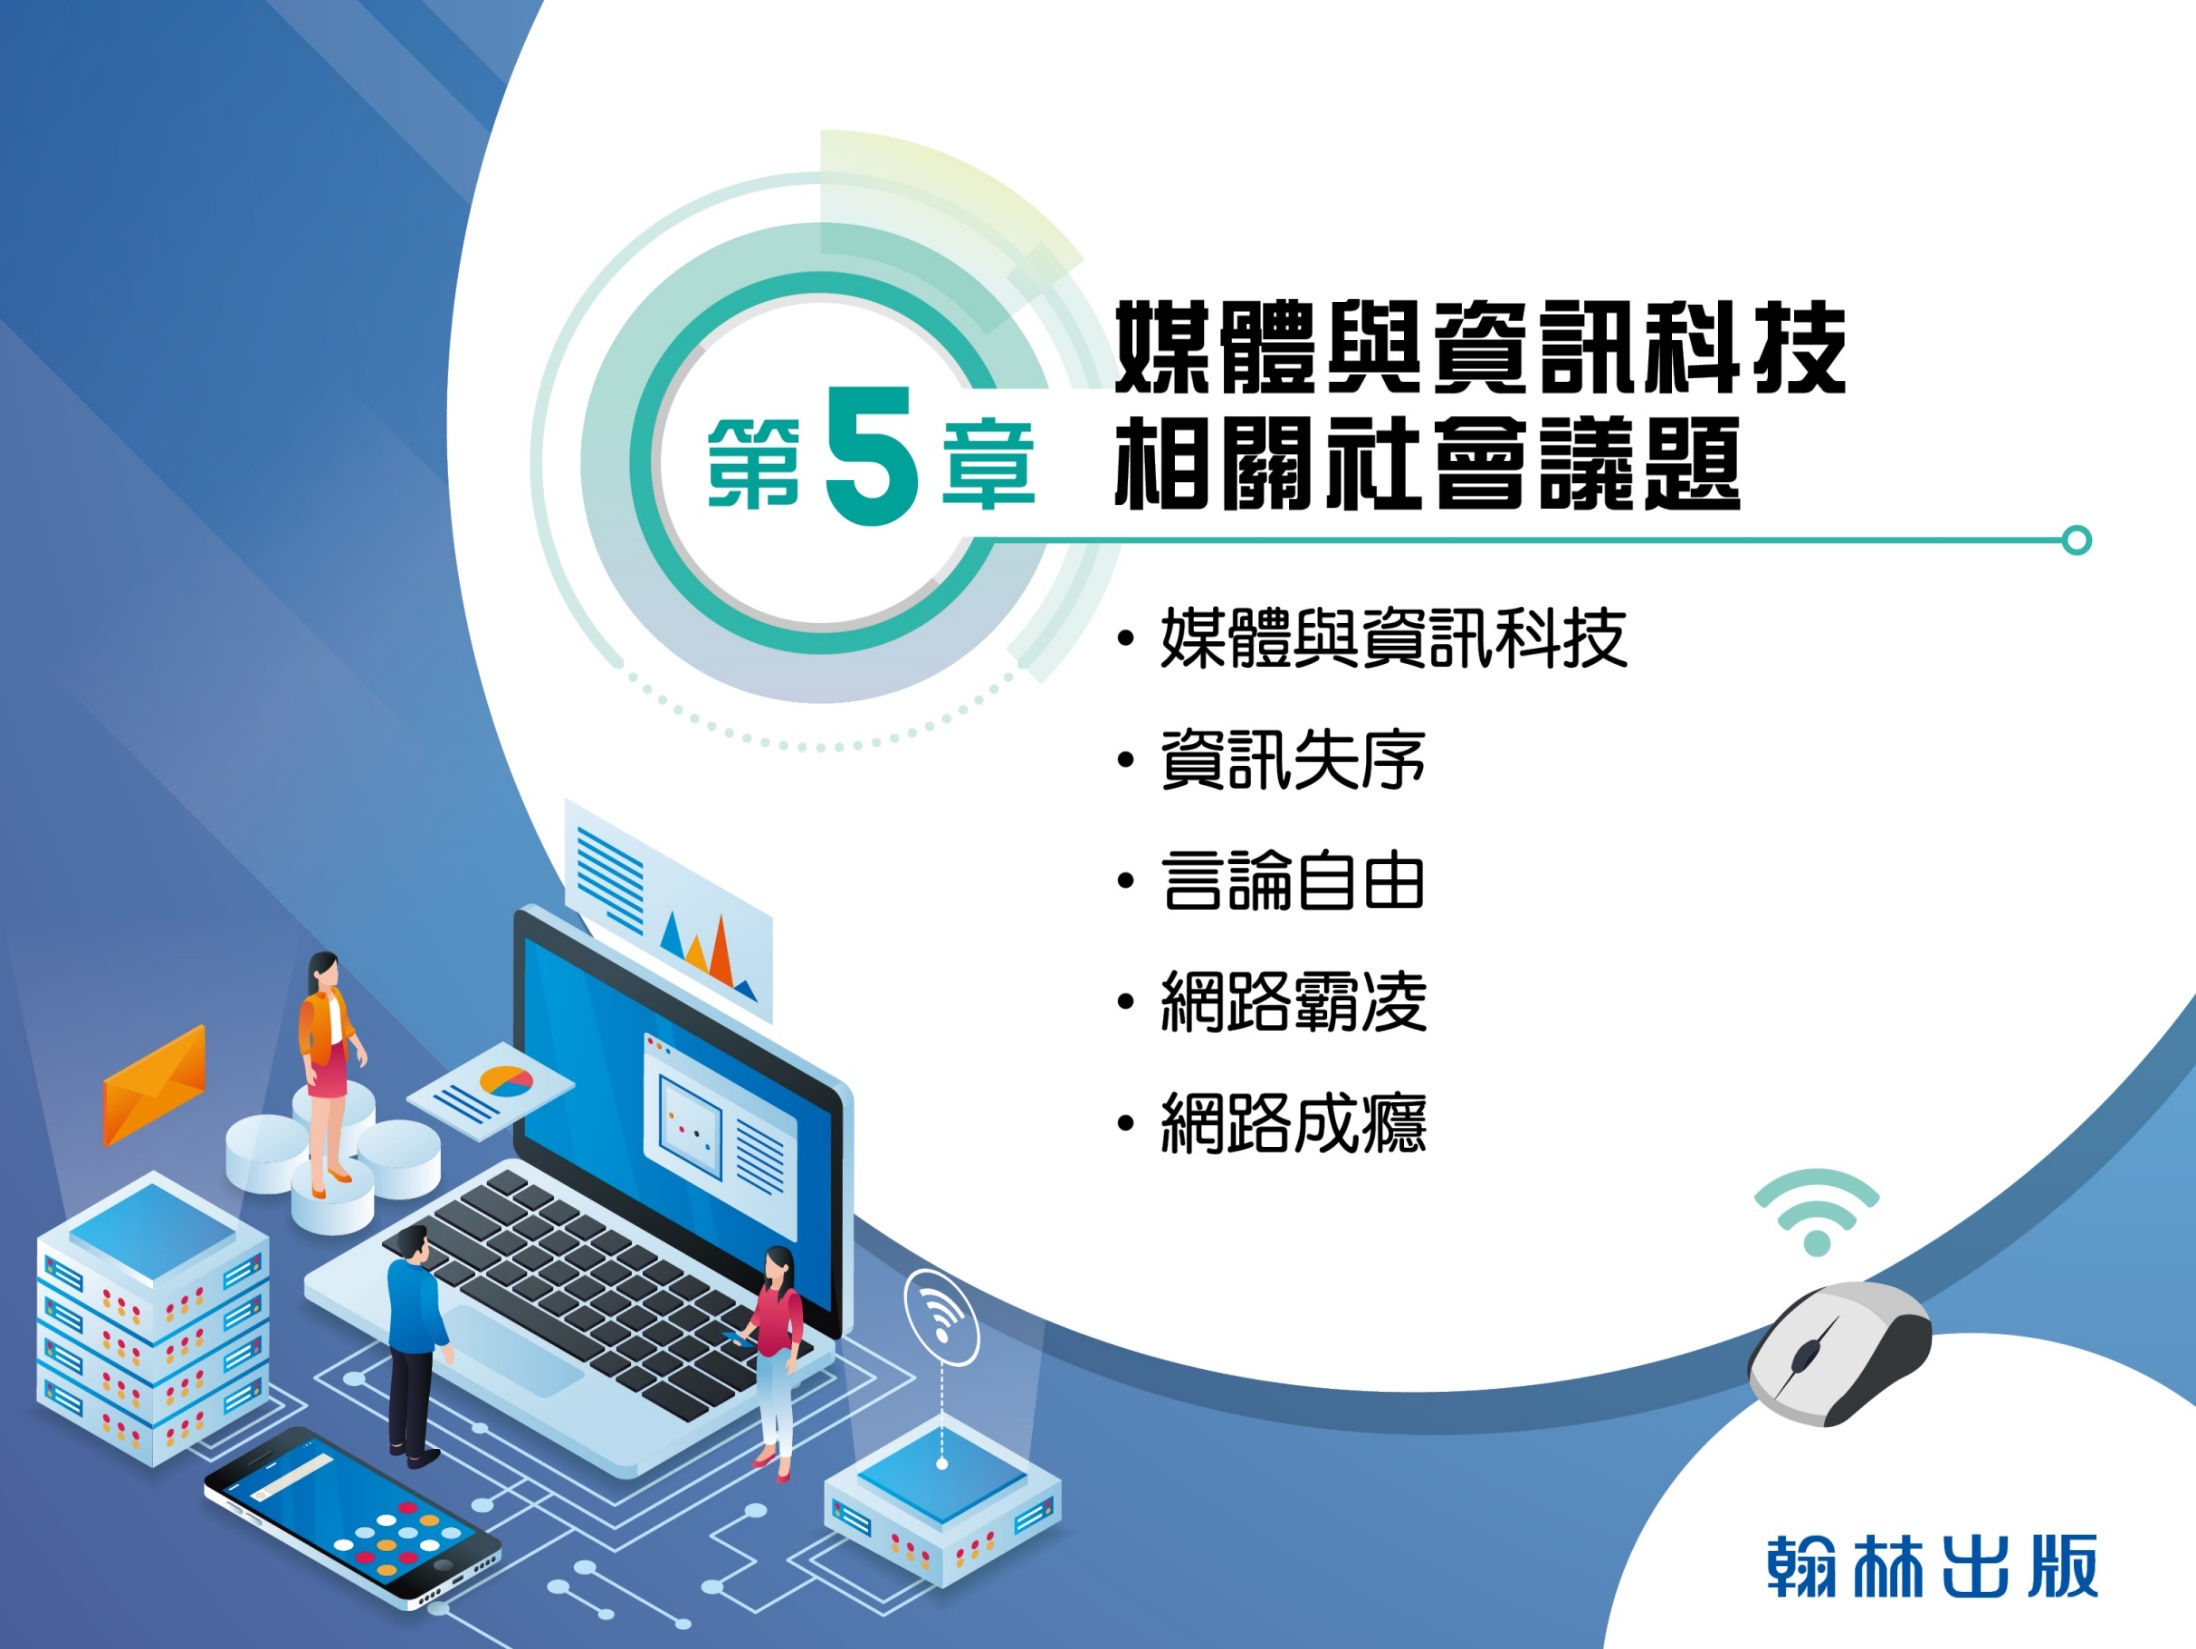 第5章
媒體與資訊科技
相關社會議題
• 媒體與資訊科技
• 資訊失序
• 言論自由
• 網路霸凌
• 網路成癮
翰林出版